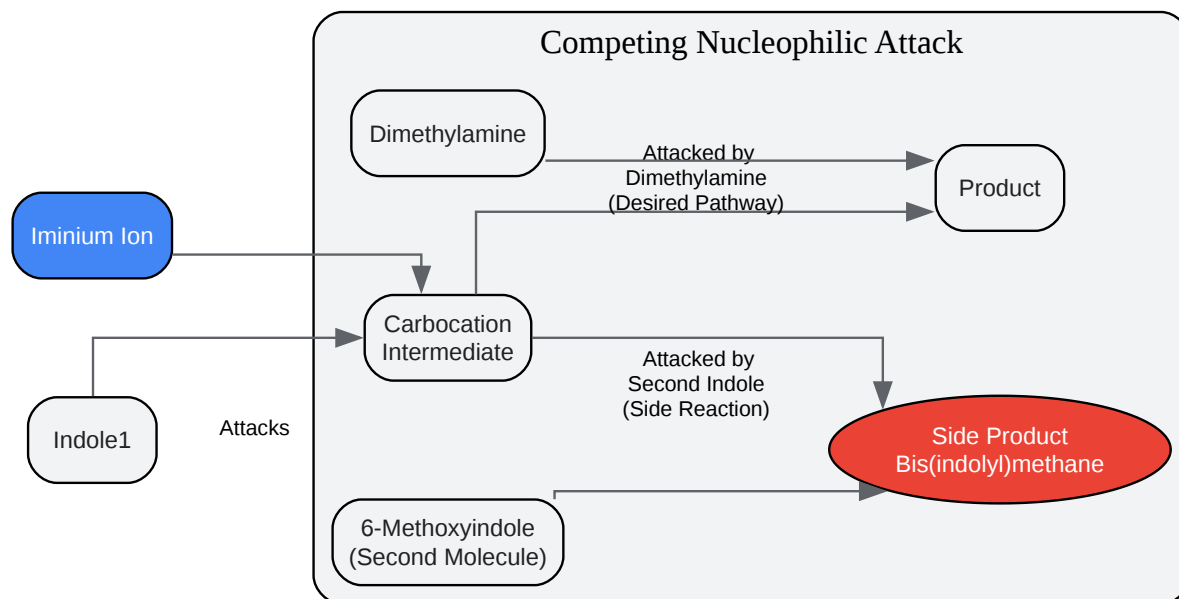 Competing Nucleophilic Attack
Dimethylamine
Attacked by
Dimethylamine
(Desired Pathway)
Product
Iminium Ion
Carbocation
Intermediate
Attacked by
Second Indole
(Side Reaction)
Indole1
Attacks
Side Product
Bis(indolyl)methane
6-Methoxyindole
(Second Molecule)